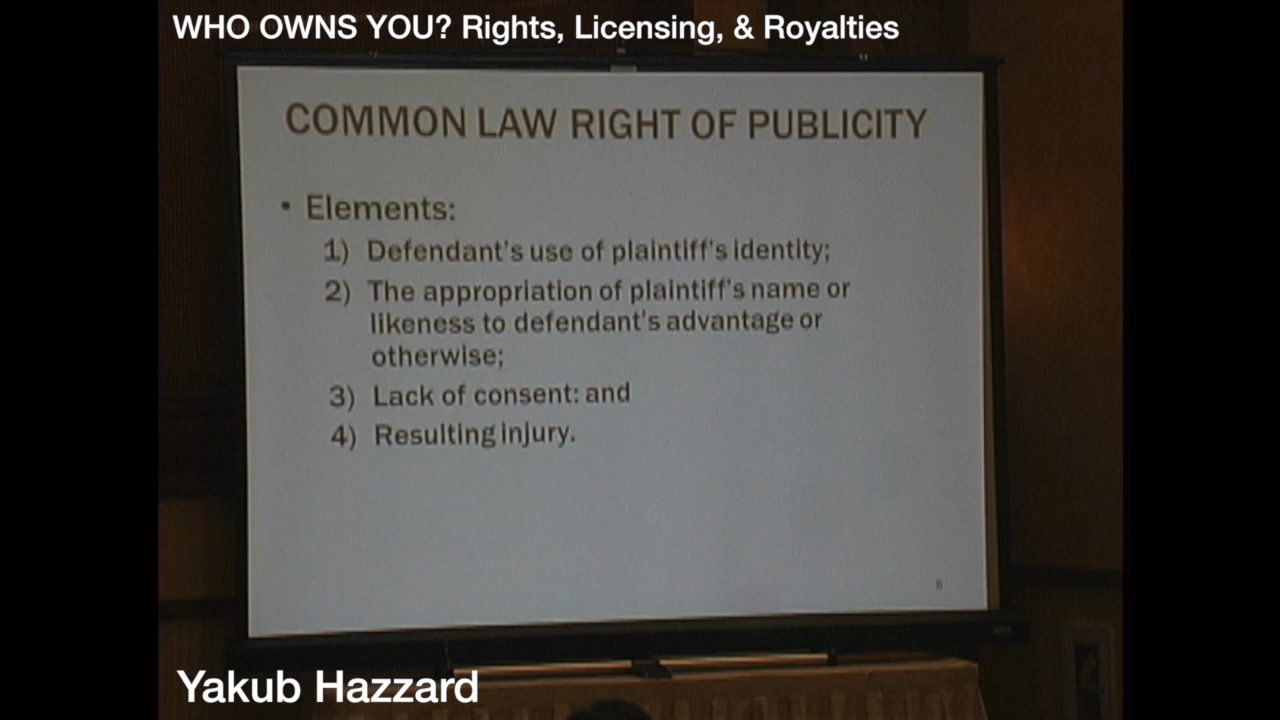 WHO OWNS YOU? Rights, Licensing, & Royalties
COMMON LAW RIGHT OF PUBLICITY
• Elements:
1) Defendant's use of plaintiff's identity;
2) The appropriation of plaintiff's name or
likeness to defendant's advantage or
otherwise;
3) Lack of consent: and
4) Resulting injury.
Yakub Hazzard